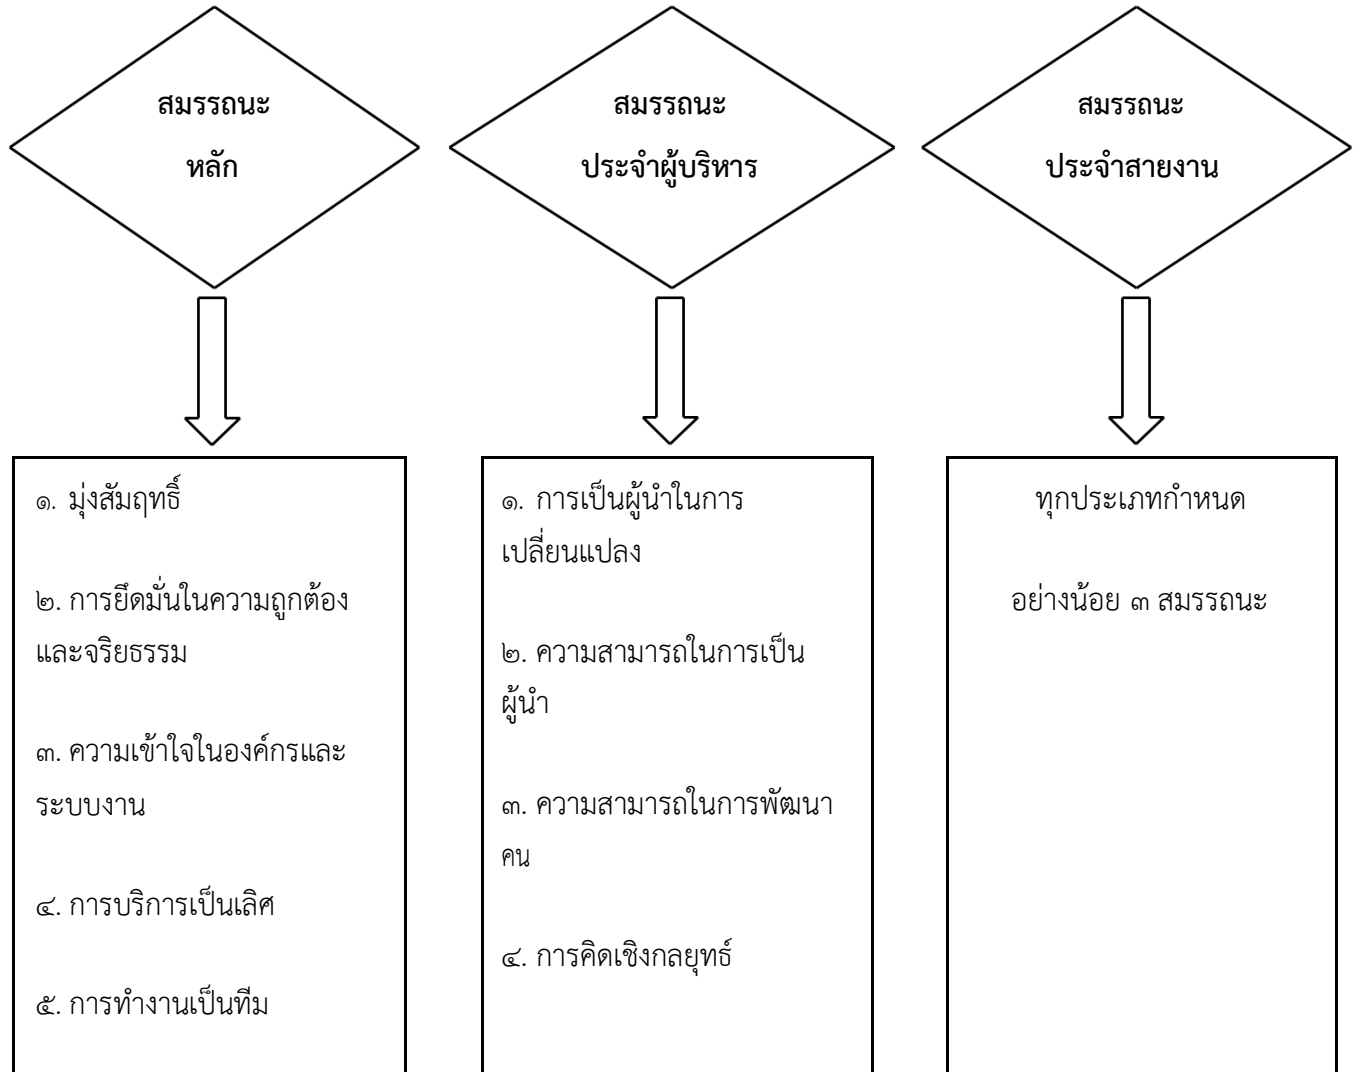 สมรรถนะ
หลัก
สมรรถนะ
ประจำผู้บริหาร
สมรรถนะ
ประจำสายงาน
๑. มุ่งสัมฤทธิ์
๒. การยึดมั่นในความถูกต้อง
และจริยธรรม
๓. ความเข้าใจในองค์กรและ
ระบบงาน
๔. การบริการเป็นเลิศ
๕. การทำงานเป็นทีม
๑. การเป็นผู้นำในการ
เปลี่ยนแปลง
๒. ความสามารถในการเป็น
ผู้นำ
๓. ความสามารถในการพัฒนา
คน
๔. การคิดเชิงกลยุทธ์
ทุกประเภทกำหนด
อย่างน้อย ๓ สมรรถนะ